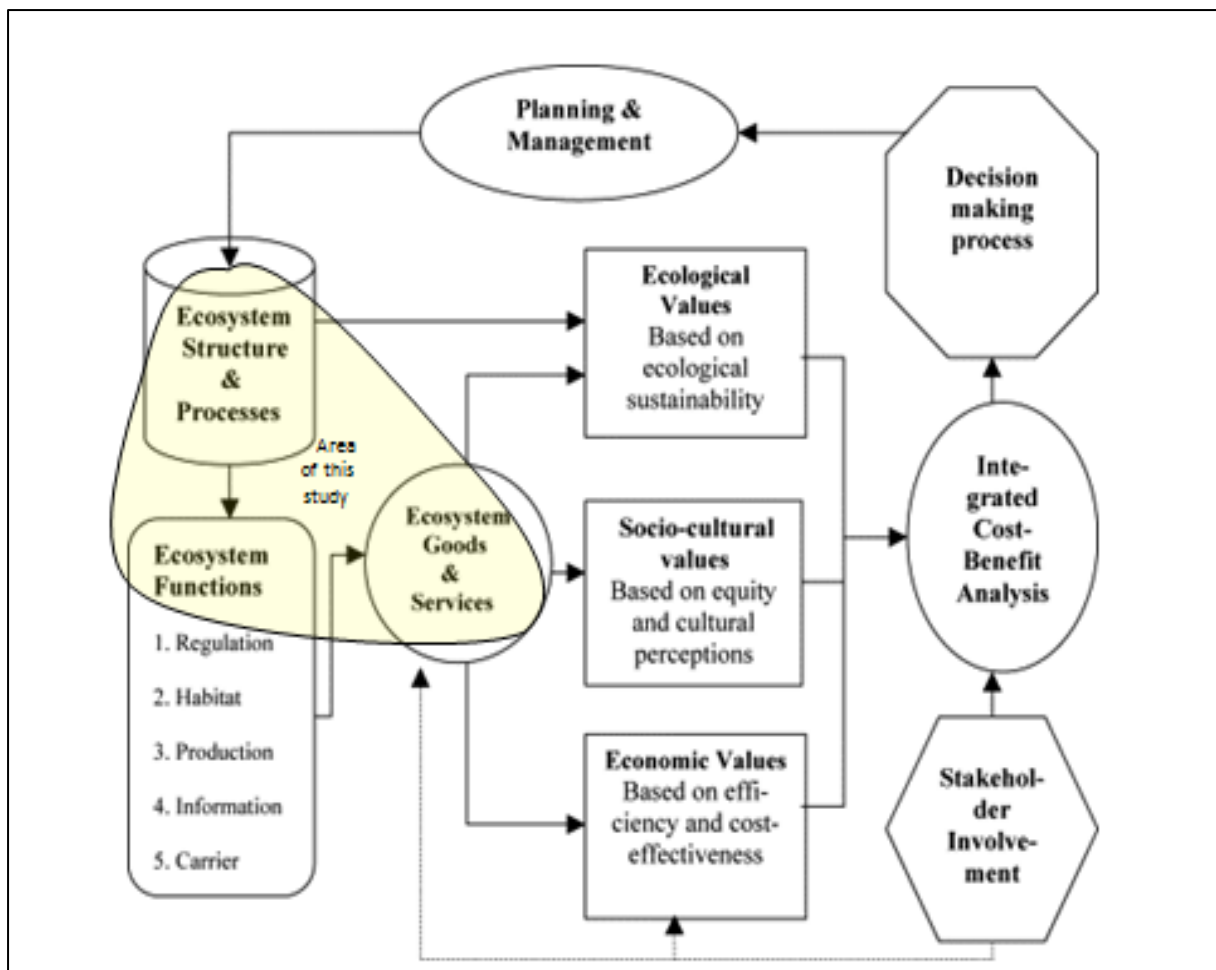 Planning &
Management
Decision
making
process
Ecosystem
Structure
&
Processes
Area
of this
study
Ecosystem
Functions
1. Regulation
2. Habitat
3. Production
4. Information
5. Carrier
Ecosystem
Goods
&
Services
Ecological
Values
Based on
ecological
sustainability
Socio-cultural
values
Based on equity
and cultural
perceptions
Economic Values
Based on effi-
ciency and cost-
effectiveness
Inte-
grated
Cost-
Benefit
Analysis
Stakehol-
der
Involve-
ment